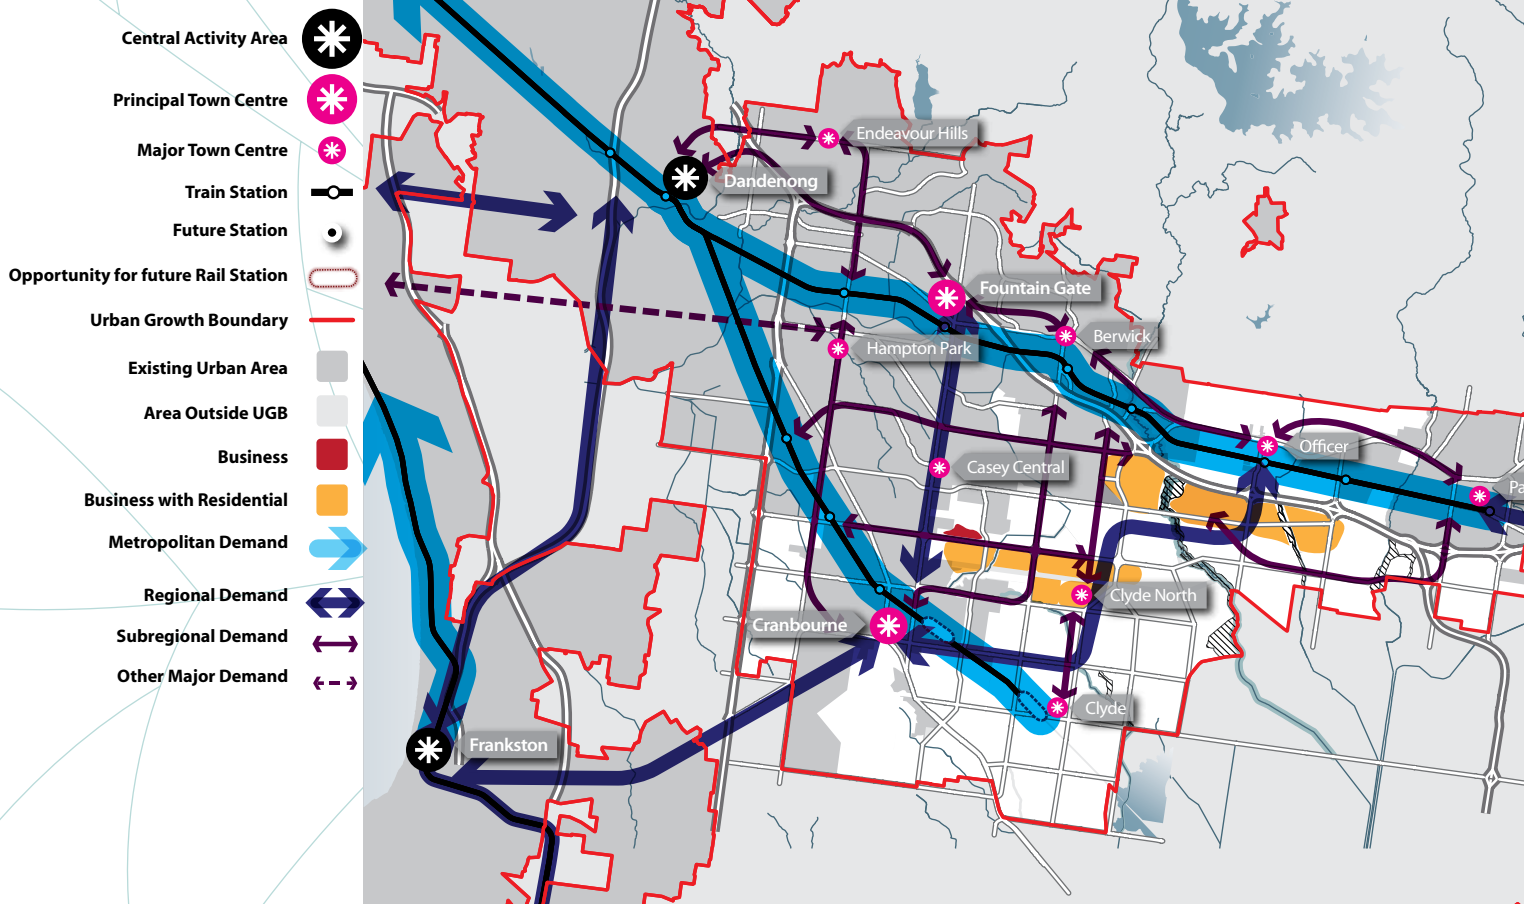 Central Activity Area
Principal Town Centre
Major Town Centre
Train Station
Future Station
Opportunity for future Rail Station
Urban Growth Boundary
Existing Urban Area
Area Outside UGB
Business
Business with Residential
Metropolitan Demand
Regional Demand
Subregional Demand
Other Major Demand
Endeavour Hills
Dandenong
Fountain Gate
Berwick
Hampton Park
Officer
Casey Central
Pa
Clyde North
Cranbourne
Clyde
Frankston